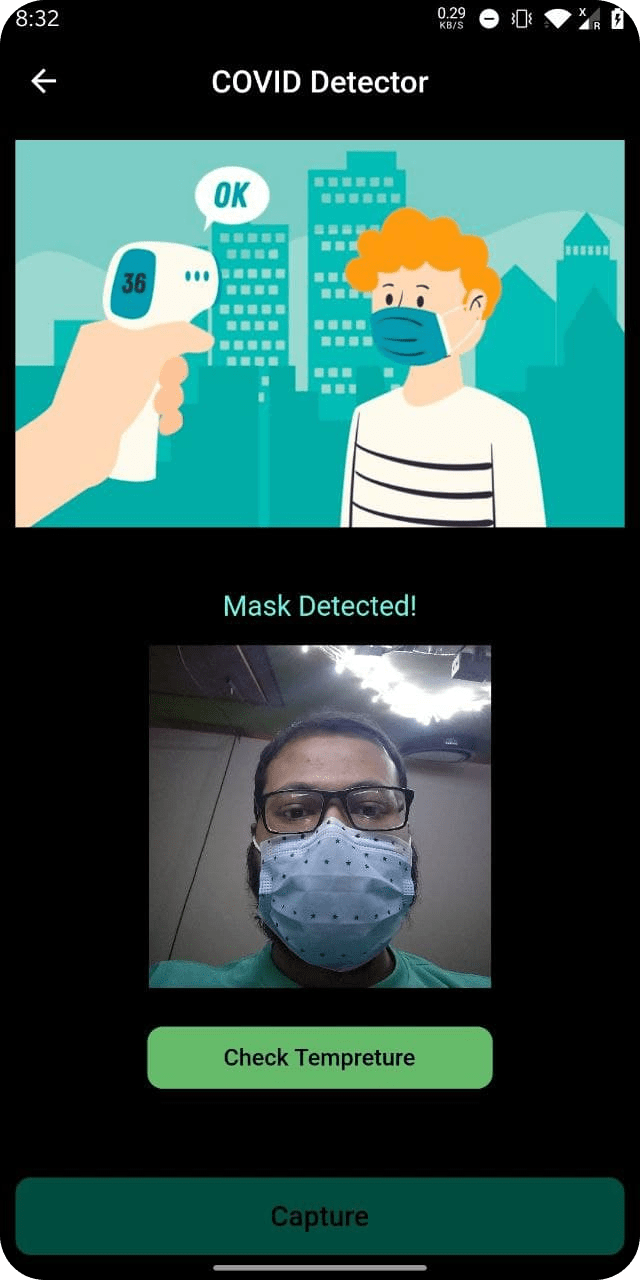 8:32
0.29
KB/S
X
R
COVID Detector
OK
36
Mask Detected!
Check Tempreture
Capture